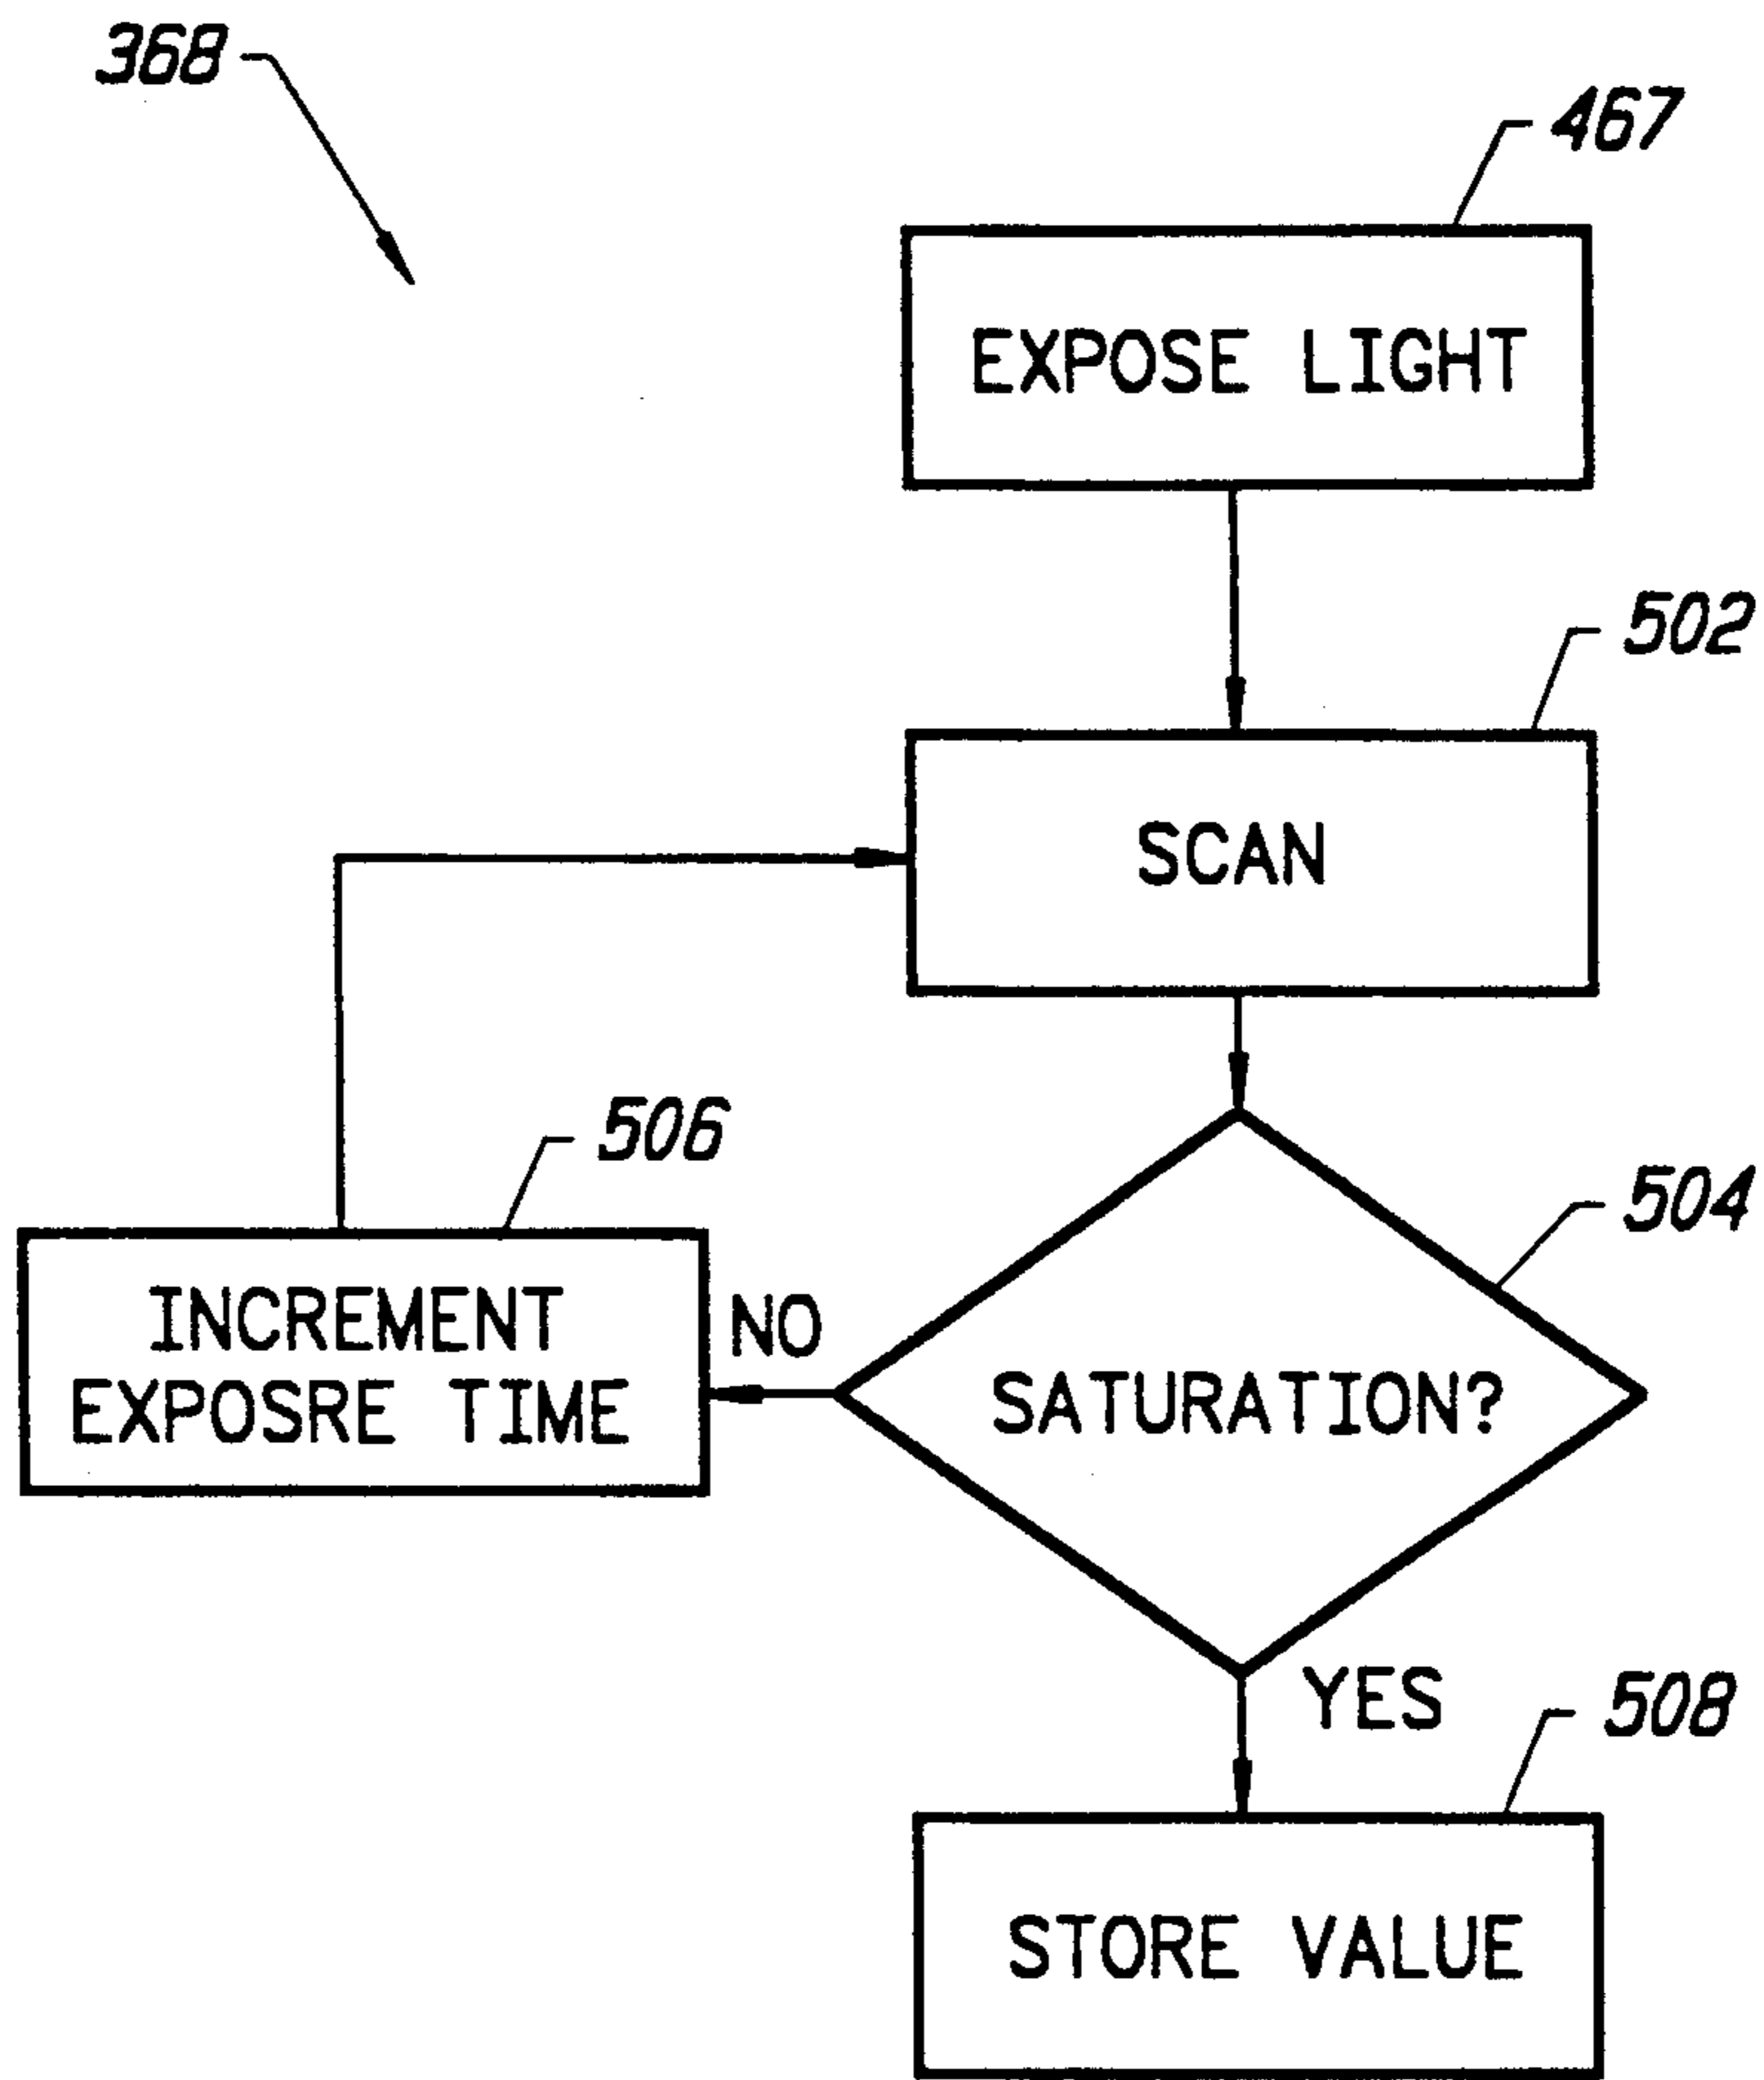 368
467
EXPOSE LIGHT
502
SCAN
506
504
INCREMENT
EXPOSRE TIME
NO
SATURATION?
YES
508
STORE VALUE